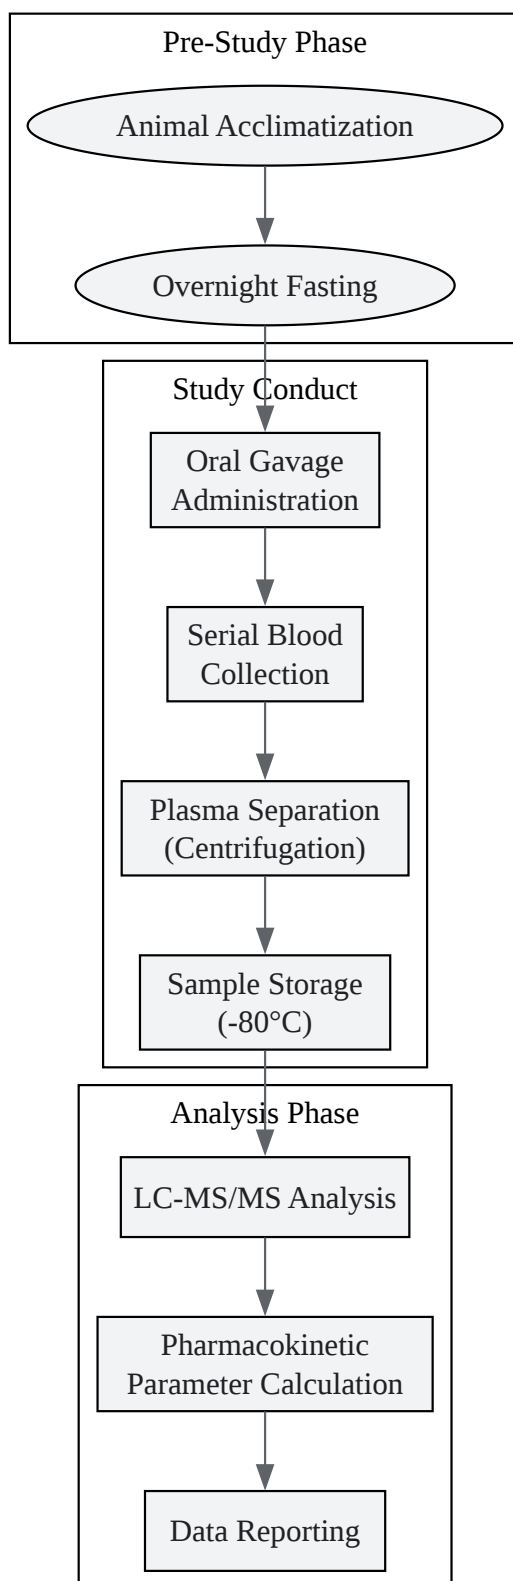 Pre-Study Phase
Animal Acclimatization
Overnight Fasting
Study Conduct
Oral Gavage
Administration
Serial Blood
Collection
Plasma Separation
(Centrifugation)
Sample Storage
(-80°C)
Analysis Phase
LC-MS/MS Analysis
Pharmacokinetic
Parameter Calculation
Data Reporting